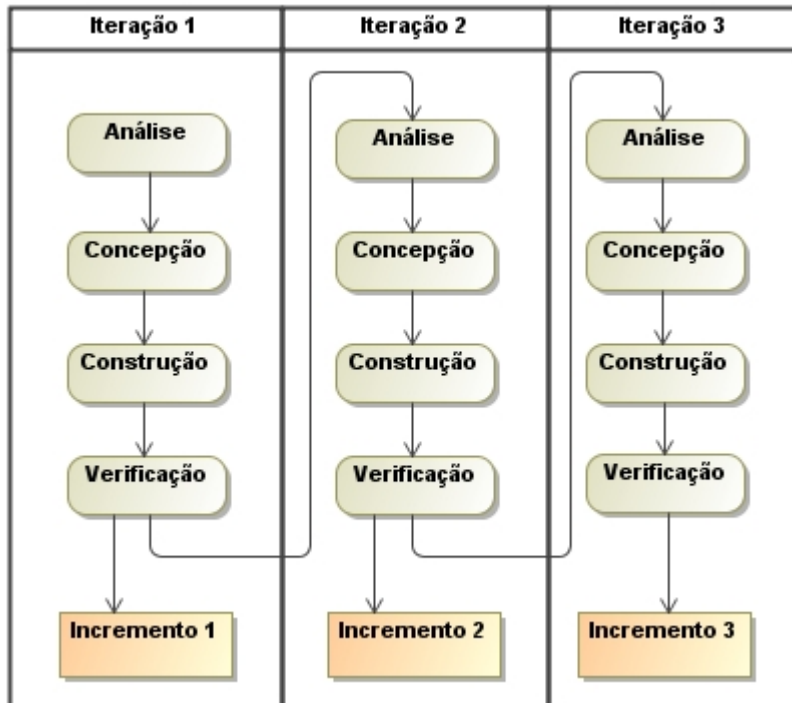 Iteração 1
Iteração 2
Iteração 3
Análise
Análise
Análise
Concepção
Concepção
Concepção
Construção
Construção
Construção
Verificação
Verificação
Verificação
Incremento 1
Incremento 2
Incremento 3